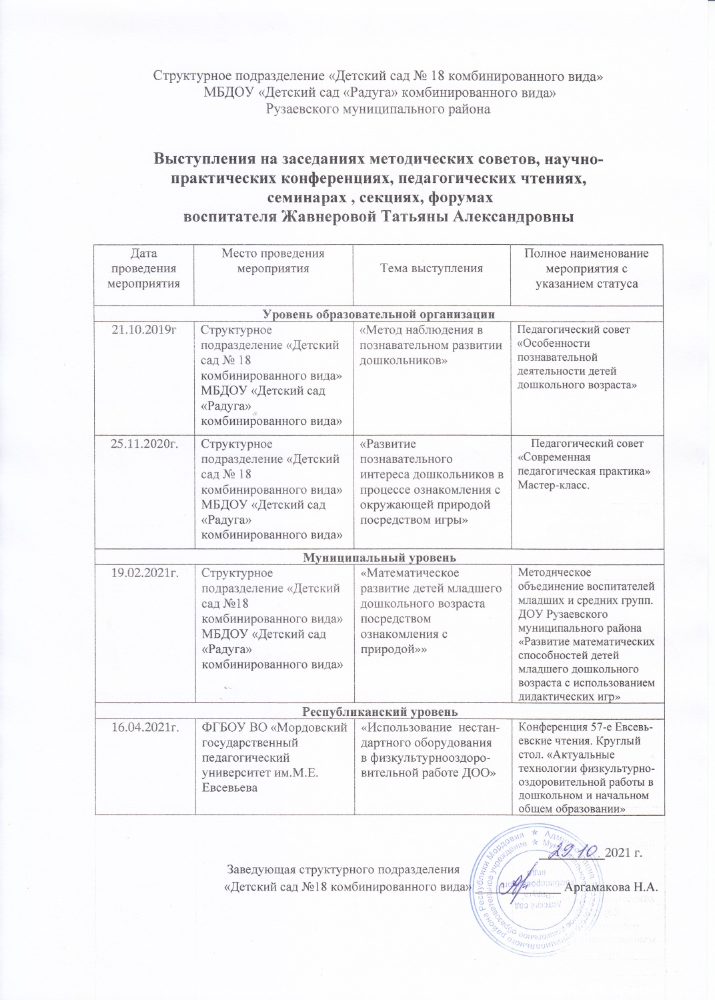 Структурное подразделение «Детский сад № 18 комбинированного вида»
МБДОУ «Детский сад «Радуга» комбинированного вида»
Рузаевского муниципального района
Выступления на заседаниях методических советов, научно-
практических конференциях, педагогических чтениях,
семинарах , секциях, форумах
воспитателя Жавнеровой Татьяны Александровны
Дата
проведения
мероприятия
Место проведения
мероприятия
Тема выступления
Полное наименование
мероприятия с
указанием статуса
Уровень образовательной организации
21.10.2019г
Структурное
подразделение «Детский
сад № 18
комбинированного вида»
МБДОУ «Детский сад
«Радуга»
комбинированного вида»
«Метод наблюдения в
познавательном развитии
дошкольников»
Педагогический совет
«Особенности
познавательной
деятельности детей
дошкольного возраста»
25.11.2020г.
Структурное
подразделение «Детский
сад № 18
комбинированного вида»
МБДОУ «Детский сад
«Радуга»
комбинированного вида»
«Развитие
познавательного
интереса дошкольников в
процессе ознакомления с
окружающей природой
посредством игры»
Педагогический совет
«Современная
педагогическая практика»
Мастер-класс.
Муниципальный уровень
19.02.2021г.
Структурное
подразделение «Детский
сад №18
комбинированного вида»
МБДОУ «Детский сад
«Радуга»
комбинированного вида»
«Математическое
развитие детей младшего
дошкольного возраста
посредством
ознакомления с
природой»»
Методическое
объединение воспитателей
младших и средних групп.
ДОУ Рузаевского
муниципального района
«Развитие математических
способностей детей
младшего дошкольного
возраста с использованием
дидактических игр»
Республиканский уровень
16.04.2021г.
ФГБОУ ВО «Мордовский
государственный
педагогический
университет им.М.Е.
Евсевьева
«Использование нестан-
дартного оборудования
в физкультурнооздоро-
вительной работе ДОО»
Конференция 57-е Евсевь-
евские чтения. Круглый
стол. «Актуальные
технологии физкультурно-
оздоровительной работы в
дошкольном и начальном
общем образовании»
29.10 2021 г.
Заведующая структурного подразделения
«Детский сад №18 комбинированного вида» Аргамакова Н.А.
района Республики Мордовия
муниципального
образовательное учреждение
детский сад
"Радуга"
комбинированного
вида